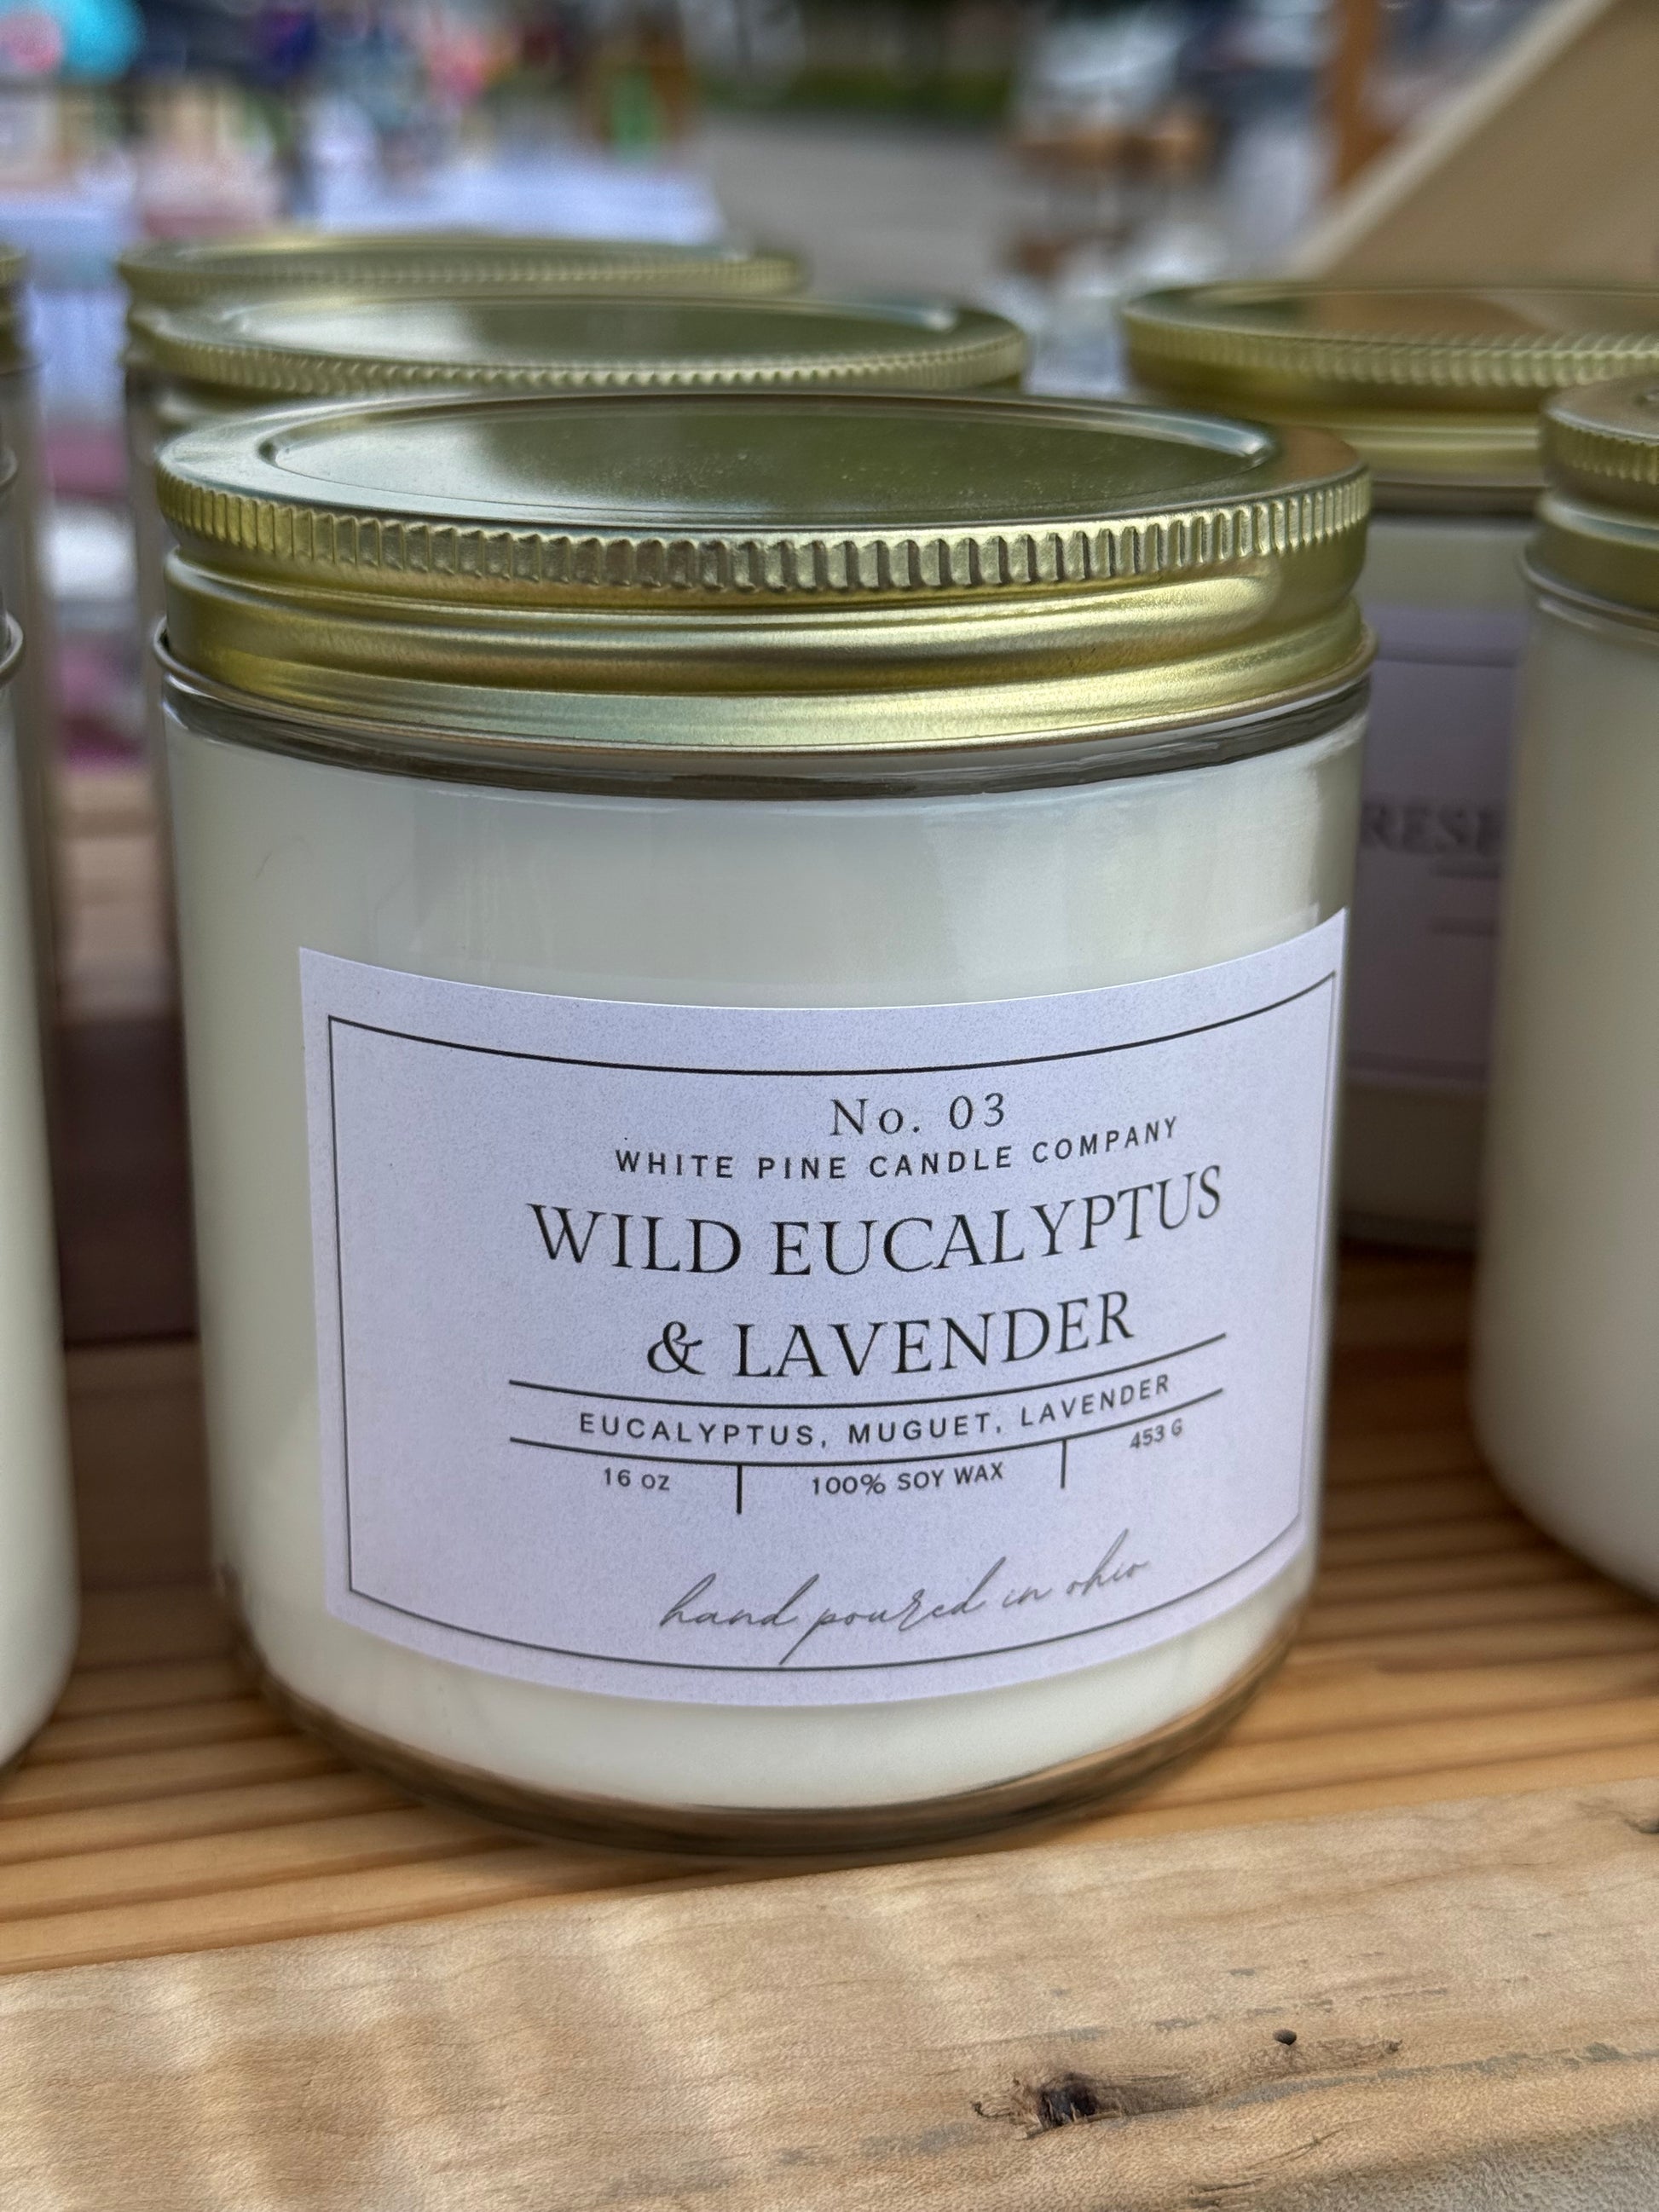 No. 03
WHITE PINE CANDLE COMPANY
WILD EUCALYPTUS
& LAVENDER
EUCALYPTUS, MUGUET, LAVENDER
16 oz
100% SOY WAX
453 G
hand poured in ohio